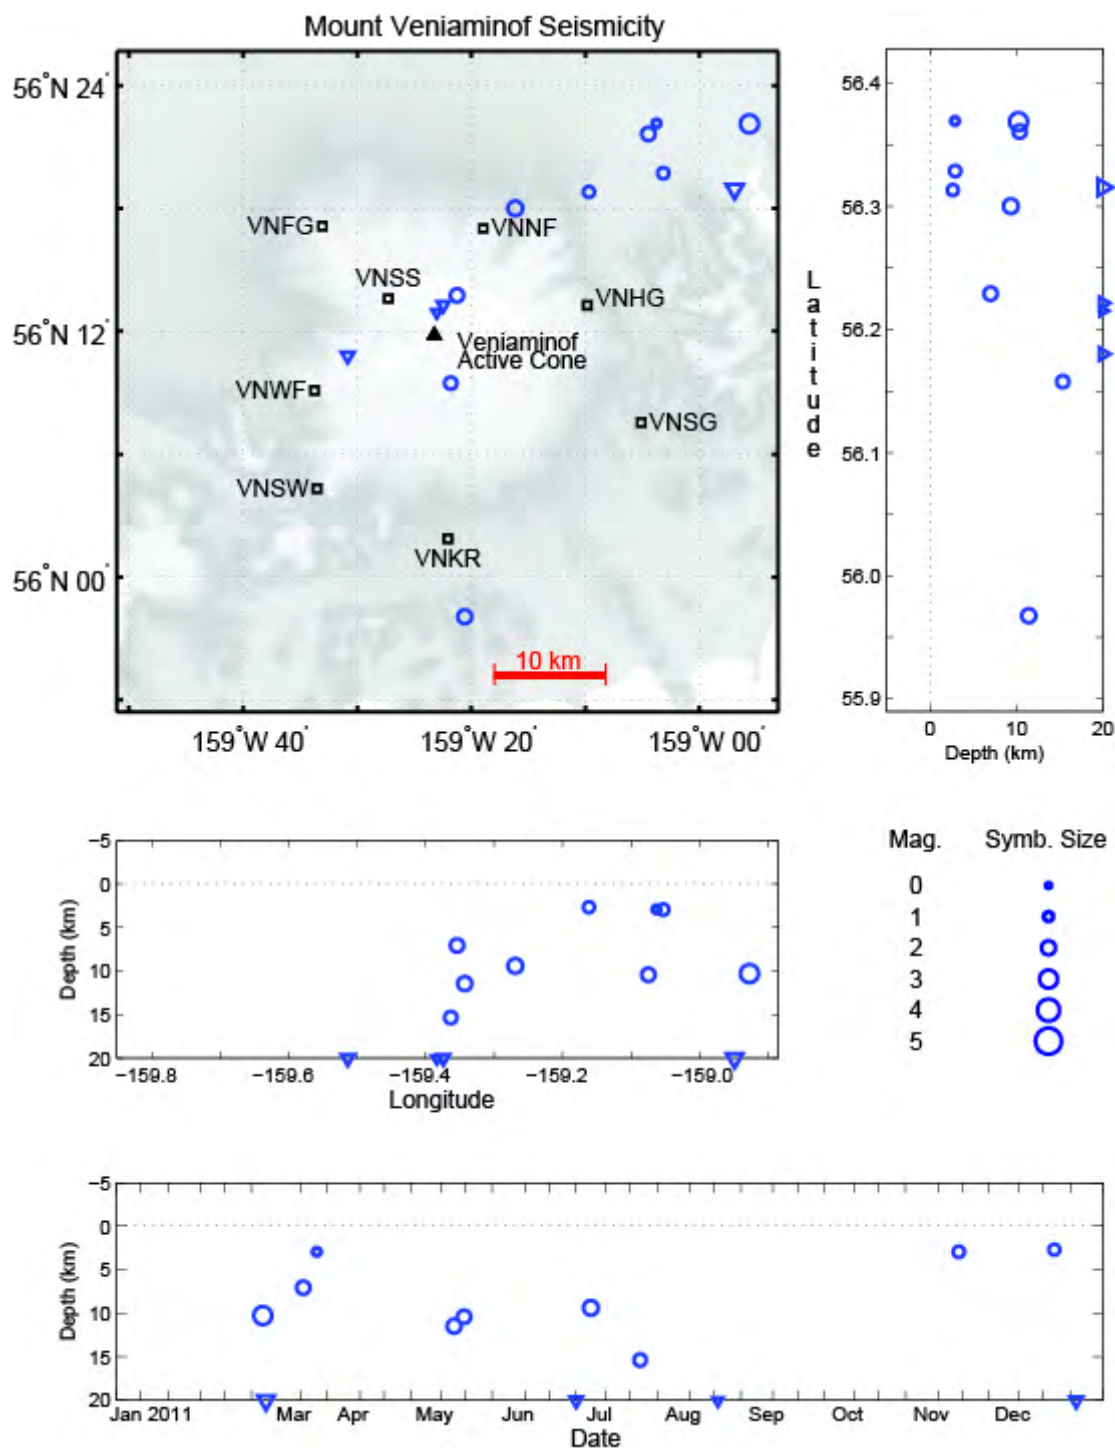 Mount Veniaminof Seismicity
56°N 24'
56°N 12'
56°N 00'
VNFG
VNNF
VNSS
VNHG
Veniaminof
Active Cone
VNWF
VNSG
VNSW
VNKR
10 km
159°W 40'
159°W 20'
159°W 00'
Latitude
56.4
56.3
56.2
56.1
56.0
55.9
0 10 20
Depth (km)
−5
0
5
10
15
20
Depth (km)
−159.8 −159.6 −159.4 −159.2 −159.0
Longitude
Mag. Symb. Size
0
1
2
3
4
5
−5
0
5
10
15
20
Depth (km)
Jan 2011 Mar Apr May Jun Jul Aug Sep Oct Nov Dec
Date